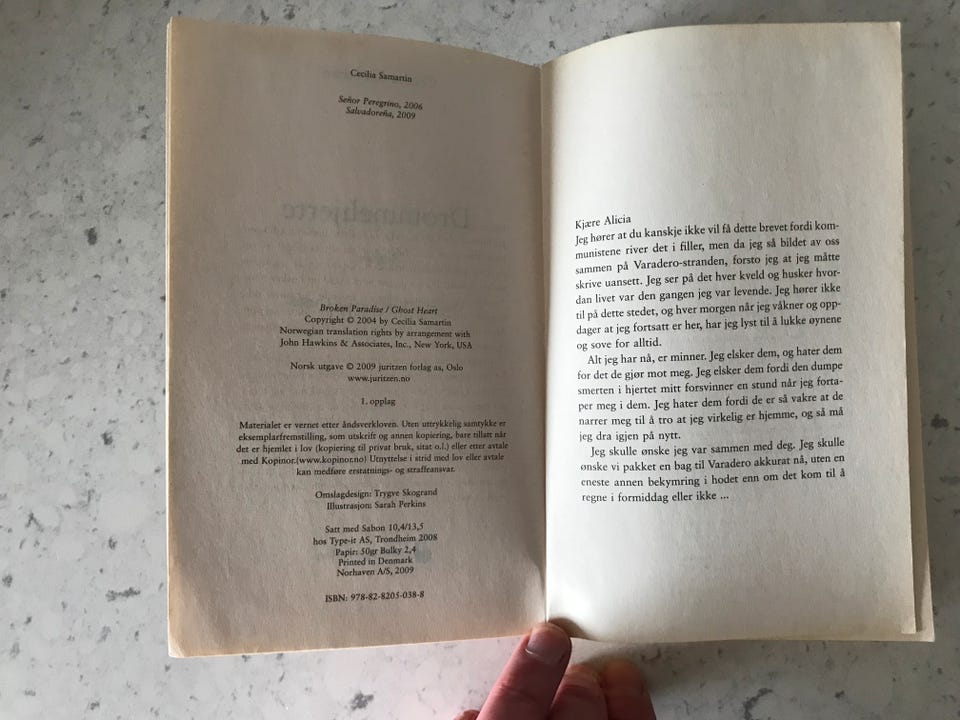 Cecilia Samartin
Señor Peregrino, 2006
Salvadoreña, 2009
Drømmehjerte
Broken Paradise / Ghost Heart
Copyright © 2004 by Cecilia Samartin
Norwegian translation rights by arrangement with
John Hawkins & Associates, Inc., New York, USA
Norsk utgave © 2009 juritzen forlag as, Oslo
www.juritzen.no
1. opplag
Materialet er vernet etter åndsverkloven. Uten uttrykkelig samtykke er
eksemplarfremstilling, som utskrift og annen kopiering, bare tillatt når
det er hjemlet i lov (kopiering til privat bruk, sitat o.l.) eller etter avtale
med Kopinor.(www.kopinor.no) Utnyttelse i strid med lov eller avtale
kan medføre erstatnings- og straffeansvar.
Omslagdesign: Trygve Skogrand
Illustrasjon: Sarah Perkins
Satt med Sabon 10,4/13,5
hos Type-it AS, Trondheim 2008
Papir: 50gr Bulky 2,4
Printed in Denmark
Norhaven A/S, 2009
ISBN: 978-82-8205-038-8
Kjære Alicia
Jeg hører at du kanskje ikke vil få dette brevet fordi kom-
munistene river det i filler, men da jeg så bildet av oss
sammen på Varadero-stranden, forsto jeg at jeg måtte
skrive uansett. Jeg ser på det hver kveld og husker hvor-
dan livet var den gangen jeg var levende. Jeg hører ikke
til på dette stedet, og hver morgen når jeg våkner og opp-
dager at jeg fortsatt er her, har jeg lyst til å lukke øynene
og sove for alltid.
Alt jeg har nå, er minner. Jeg elsker dem, og hater dem
for det de gjør mot meg. Jeg elsker dem fordi den dumpe
smerten i hjertet mitt forsvinner en stund når jeg forta-
per meg i dem. Jeg hater dem fordi de er så vakre at de
narrer meg til å tro at jeg virkelig er hjemme, og så må
jeg dra igjen på nytt.
Jeg skulle ønske jeg var sammen med deg. Jeg skulle
ønske vi pakket en bag til Varadero akkurat nå, uten en
eneste annen bekymring i hodet enn om det kom til å
regne i formiddag eller ikke ...